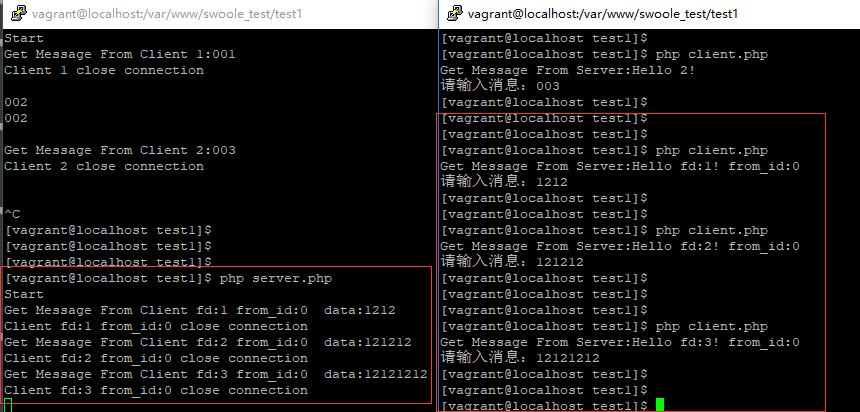 vagrant@localhost:/var/www/swoole_test/test1
Start
Get Message From Client 1:001
Client 1 close connection
002
002
Get Message From Client 2:003
Client 2 close connection
^C
[vagrant@localhost test1]$
[vagrant@localhost test1]$
[vagrant@localhost test1]$
[vagrant@localhost test1]$ php server.php
Start
Get Message From Client fd:1 from_id:0  data:1212
Client fd:1 from_id:0 close connection
Get Message From Client fd:2 from_id:0  data:121212
Client fd:2 from_id:0 close connection
Get Message From Client fd:3 from_id:0  data:12121212
Client fd:3 from_id:0 close connection
vagrant@localhost:/var/www/swoole_test/test1
[vagrant@localhost test1]$
[vagrant@localhost test1]$ php client.php
Get Message From Server:Hello 2!
请输入消息：003
[vagrant@localhost test1]$
[vagrant@localhost test1]$
[vagrant@localhost test1]$
[vagrant@localhost test1]$ php client.php
Get Message From Server:Hello fd:1! from_id:0
请输入消息：1212
[vagrant@localhost test1]$
[vagrant@localhost test1]$
[vagrant@localhost test1]$ php client.php
Get Message From Server:Hello fd:2! from_id:0
请输入消息：121212
[vagrant@localhost test1]$
[vagrant@localhost test1]$
[vagrant@localhost test1]$ php client.php
Get Message From Server:Hello fd:3! from_id:0
请输入消息：12121212
[vagrant@localhost test1]$
[vagrant@localhost test1]$
[vagrant@localhost test1]$